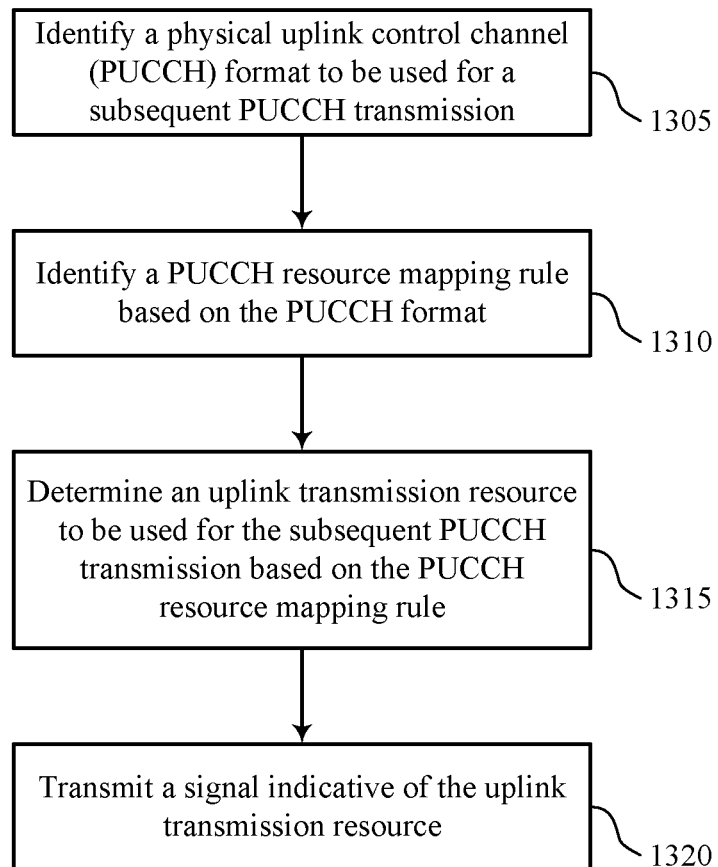 Identify a physical uplink control channel
(PUCCH) format to be used for a
subsequent PUCCH transmission
1305
Identify a PUCCH resource mapping rule
based on the PUCCH format
1310
Determine an uplink transmission resource
to be used for the subsequent PUCCH
transmission based on the PUCCH
resource mapping rule
1315
Transmit a signal indicative of the uplink
transmission resource
1320